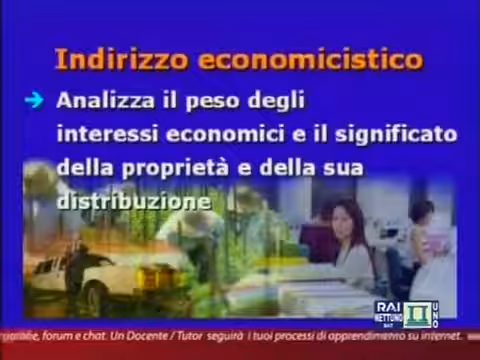 Indirizzo economicistico
Analizza il peso degli
interessi economici e il significato
della proprietà e della sua
distribuzione
RAI
NETTUNO
SAT
UNO
forum e chat. Un Docente / Tutor seguirà i tuoi processi di apprendimento su internet.